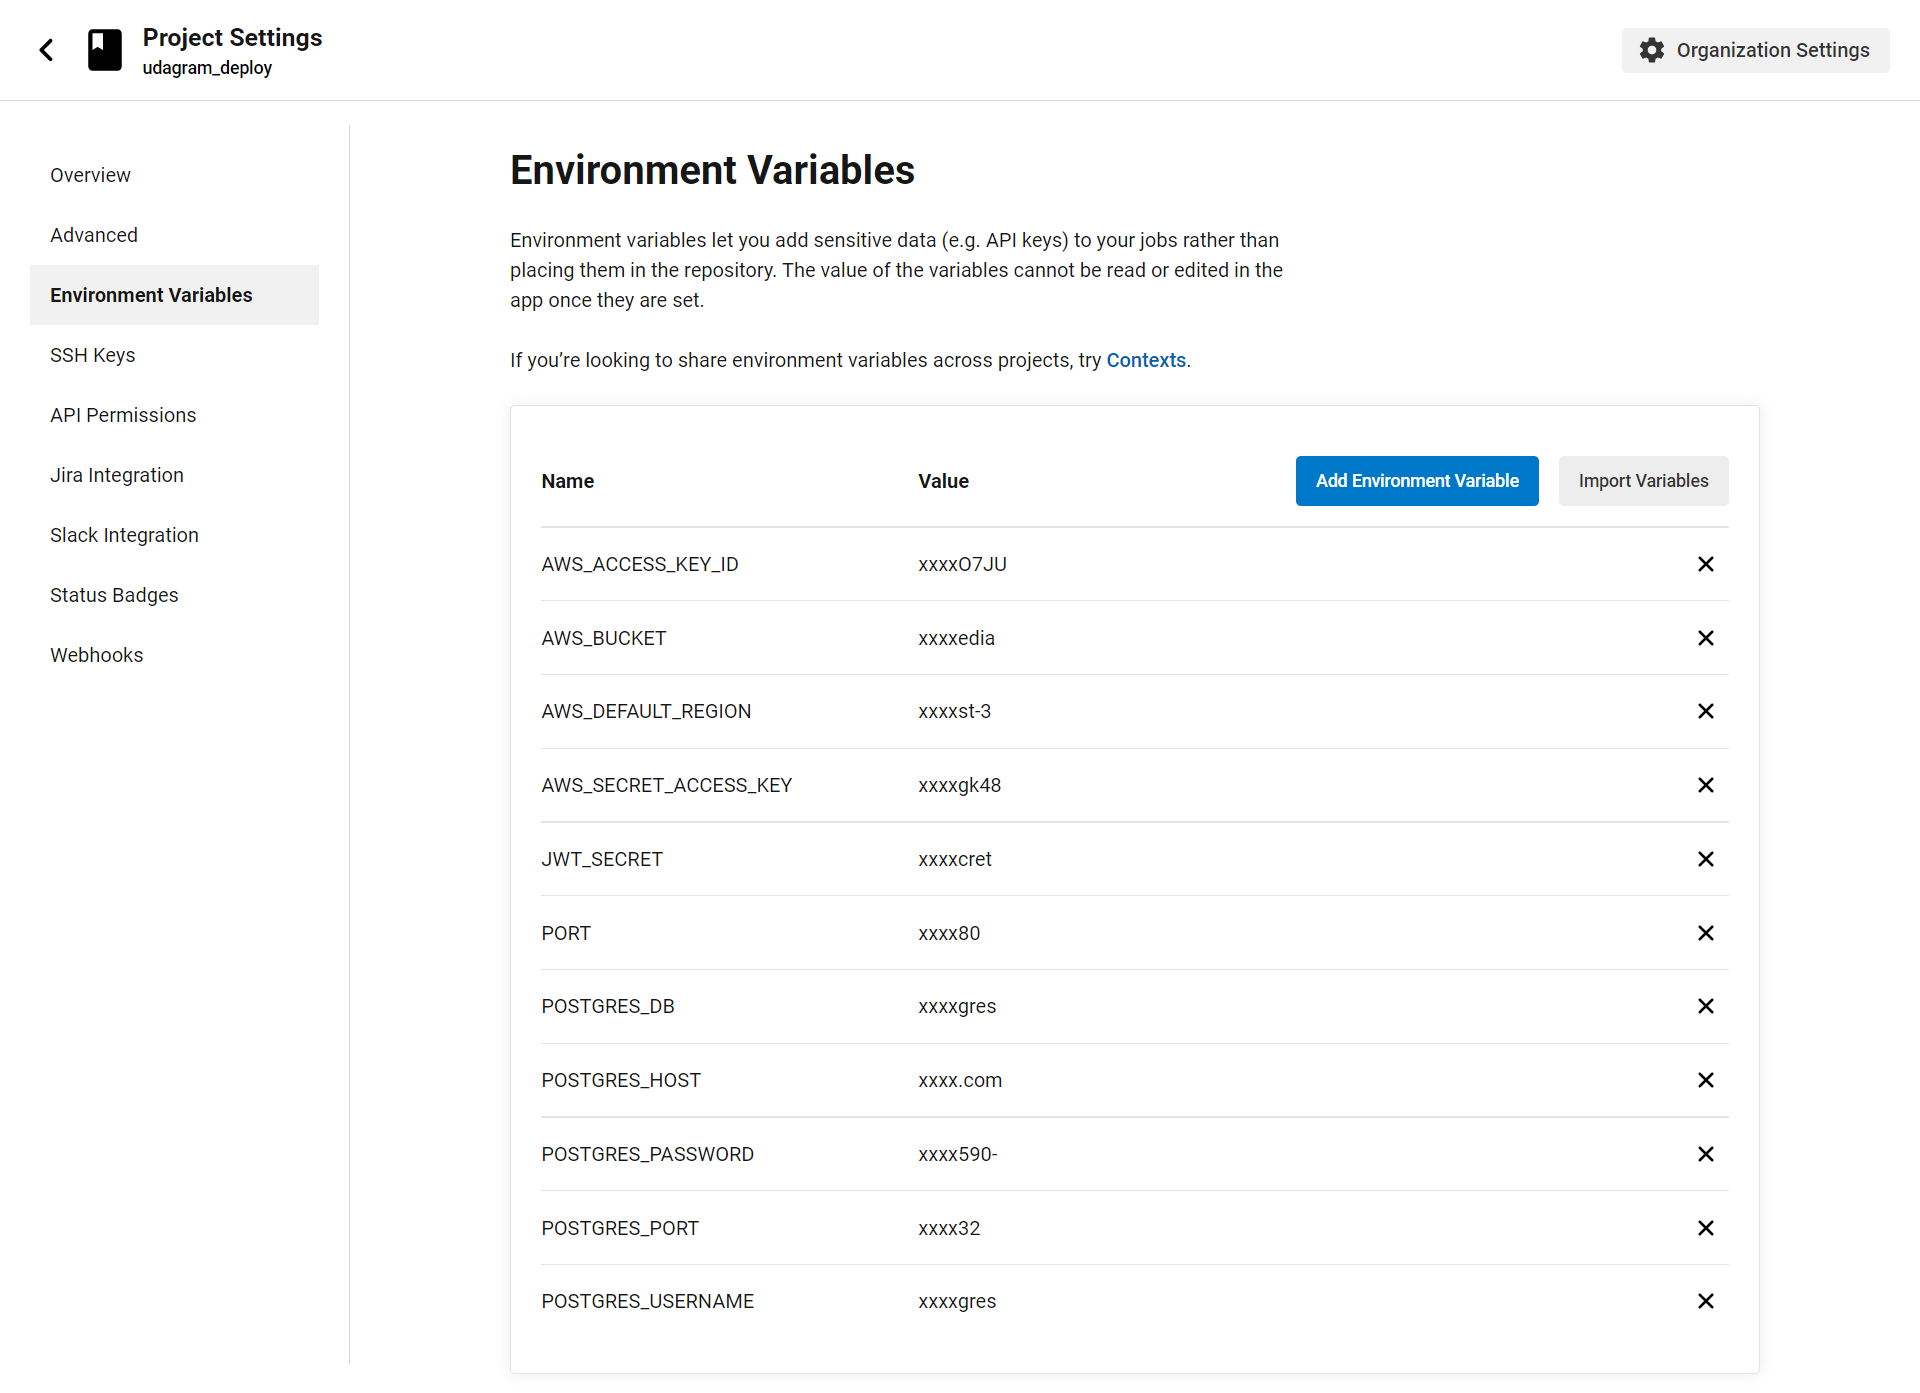 Project Settings
udagram_deploy
Organization Settings
Overview
Advanced
Environment Variables
SSH Keys
API Permissions
Jira Integration
Slack Integration
Status Badges
Webhooks
Environment Variables
Environment variables let you add sensitive data (e.g. API keys) to your jobs rather than
placing them in the repository. The value of the variables cannot be read or edited in the
app once they are set.
If you’re looking to share environment variables across projects, try Contexts.
Name Value Add Environment Variable Import Variables
AWS_ACCESS_KEY_ID xxxxO7JU
AWS_BUCKET xxxxedia
AWS_DEFAULT_REGION xxxxst-3
AWS_SECRET_ACCESS_KEY xxxxgk48
JWT_SECRET xxxxcret
PORT xxxx80
POSTGRES_DB xxxxgres
POSTGRES_HOST xxxx.com
POSTGRES_PASSWORD xxxx590-
POSTGRES_PORT xxxx32
POSTGRES_USERNAME xxxxgres